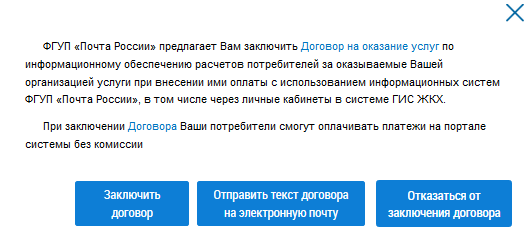 ФГУП «Почта России» предлагает Вам заключить Договор на оказание услуг по
информационному обеспечению расчетов потребителей за оказываемые Вашей
организацией услуги при внесении ими оплаты с использованием информационных систем
ФГУП «Почта России», в том числе через личные кабинеты в системе ГИС ЖКХ.
При заключении Договора Ваши потребители смогут оплачивать платежи на портале
системы без комиссии
Заключить
договор
Отправить текст договора
на электронную почту
Отказаться от
заключения договора